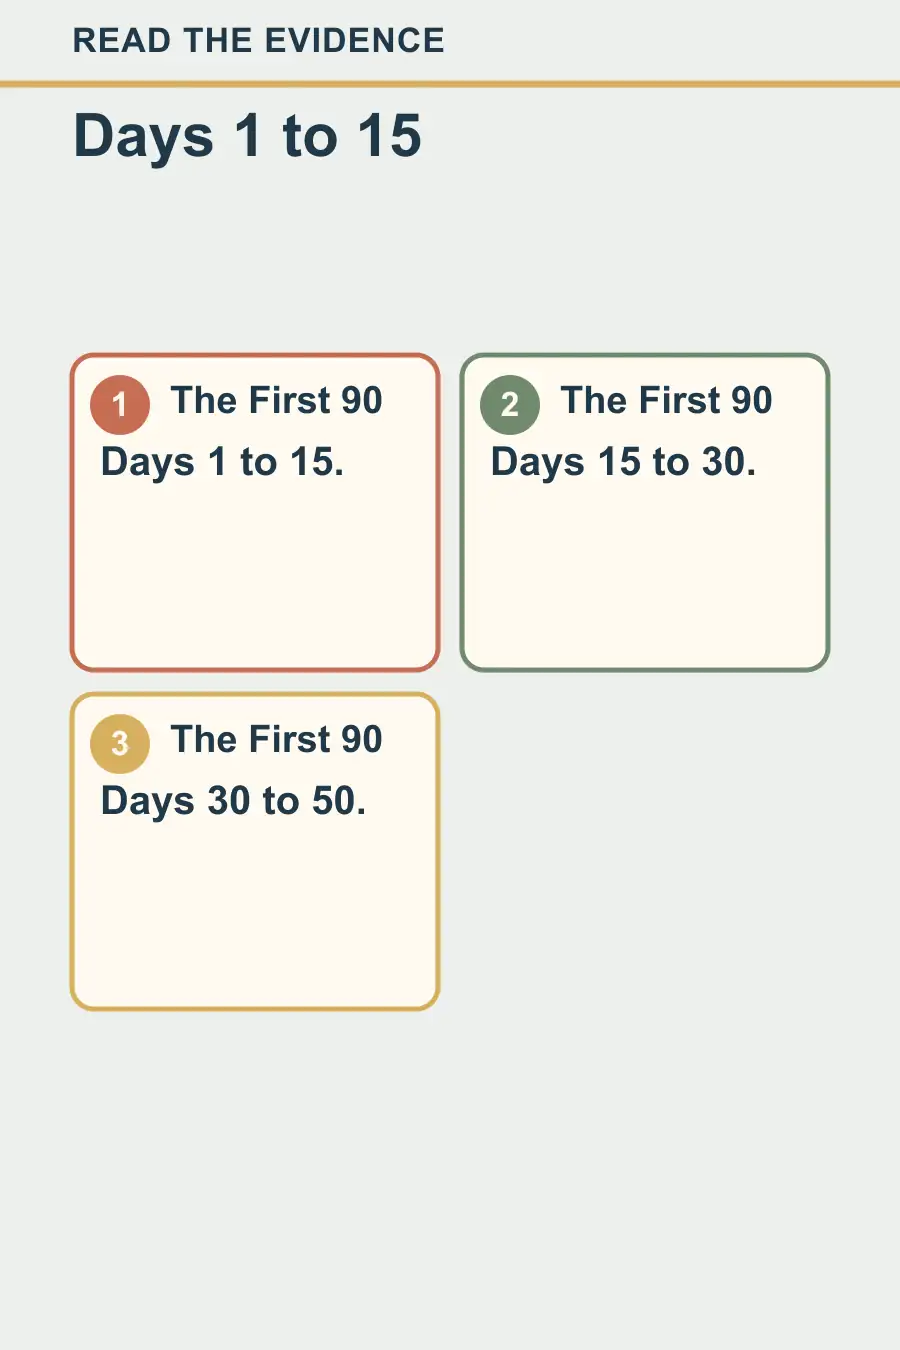 READ THE EVIDENCE
Days 1 to 15
1
The First 90
Days 1 to 15.
2
The First 90
Days 15 to 30.
3
The First 90
Days 30 to 50.